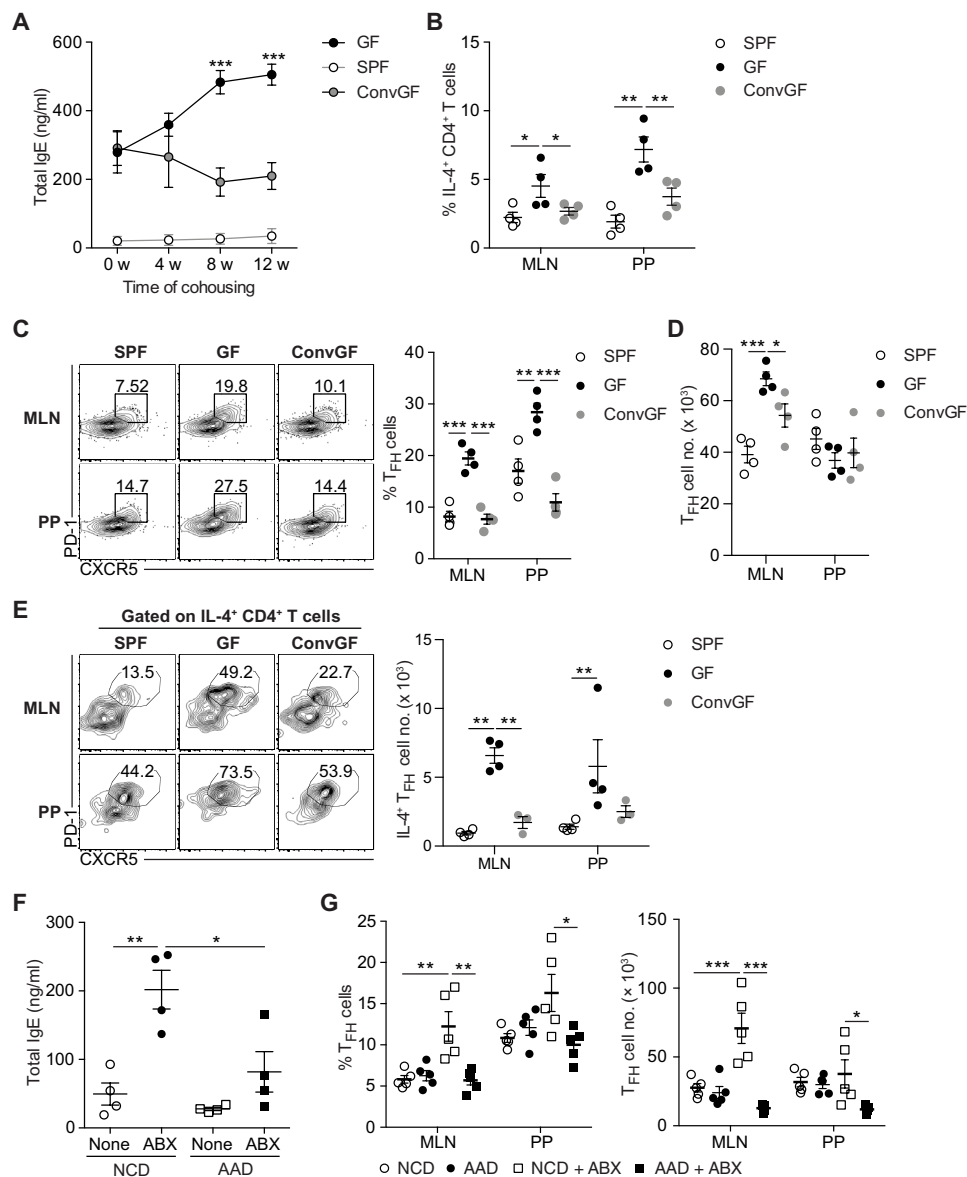 A
Total IgE (ng/ml)
600
400
200
0
0 w 4 w 8 w 12 w
Time of cohousing
*** ***
GF
SPF
ConvGF
B
% IL-4⁺ CD4⁺ T cells
15
10
5
0
* * ** **
MLN PP
SPF
GF
ConvGF
C
SPF GF ConvGF
MLN
7.52 19.8 10.1
PP
14.7 27.5 14.4
PD-1
CXCR5
% TFH cells
40
30
20
10
0
*** *** ** ***
MLN PP
SPF
GF
ConvGF
D
TFH cell no. (× 10³)
80
60
40
20
0
*** *
MLN PP
SPF
GF
ConvGF
E
Gated on IL-4⁺ CD4⁺ T cells
SPF GF ConvGF
MLN
13.5 49.2 22.7
PP
44.2 73.5 53.9
PD-1
CXCR5
IL-4⁺ TFH cell no. (× 10³)
15
10
5
0
** ** **
MLN PP
SPF
GF
ConvGF
F
Total IgE (ng/ml)
300
200
100
0
** *
None ABX None ABX
NCD AAD
G
% TFH cells
25
20
15
10
5
0
** ** *
MLN PP
TFH cell no. (× 10³)
150
100
50
0
*** *** *
MLN PP
NCD AAD NCD + ABX AAD + ABX